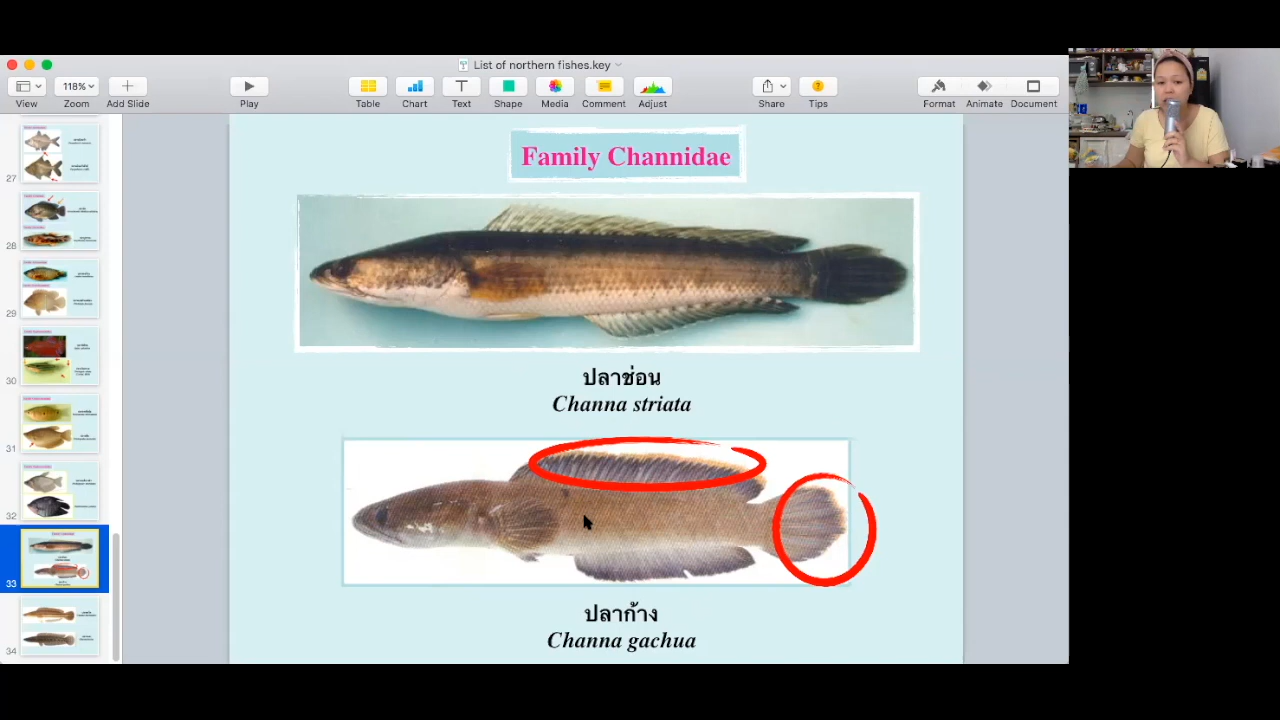 List of northern fishes.key
118%
View
Zoom
Add Slide
Play
Table
Chart
Text
Shape
Media
Comment
Adjust
Share
Tips
Format
Animate
Document
27
28
29
30
31
32
33
34
Family Channidae
ปลาช่อน
Channa striata
ปลาก้าง
Channa gachua